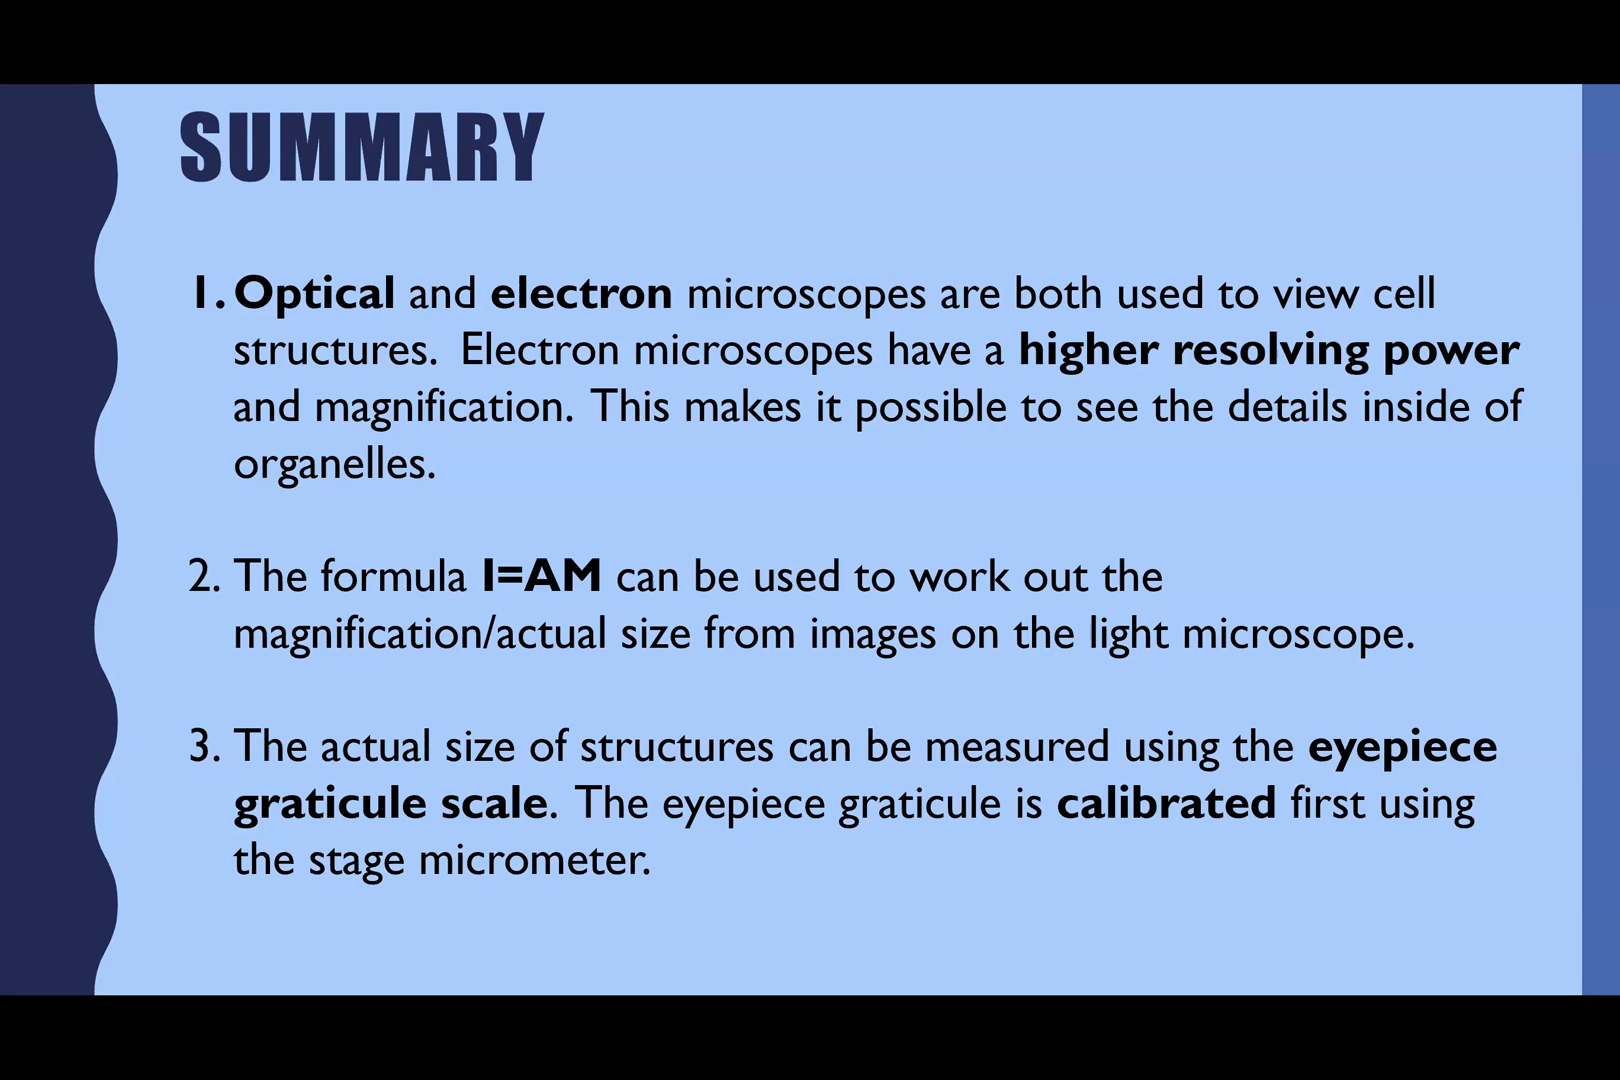 SUMMARY
1. Optical and electron microscopes are both used to view cell
structures.  Electron microscopes have a higher resolving power
and magnification.  This makes it possible to see the details inside of
organelles.
2. The formula I=AM can be used to work out the
magnification/actual size from images on the light microscope.
3. The actual size of structures can be measured using the eyepiece
graticule scale.  The eyepiece graticule is calibrated first using
the stage micrometer.